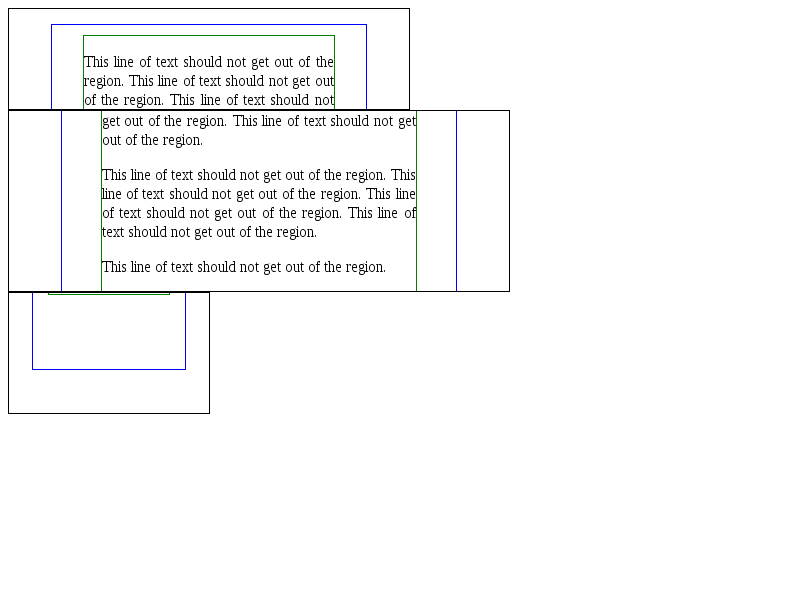 This line of text should not get out of the
region. This line of text should not get out
of the region. This line of text should not
get out of the region. This line of text should not get
out of the region.
This line of text should not get out of the region. This
line of text should not get out of the region. This line
of text should not get out of the region. This line of
text should not get out of the region.
This line of text should not get out of the region.